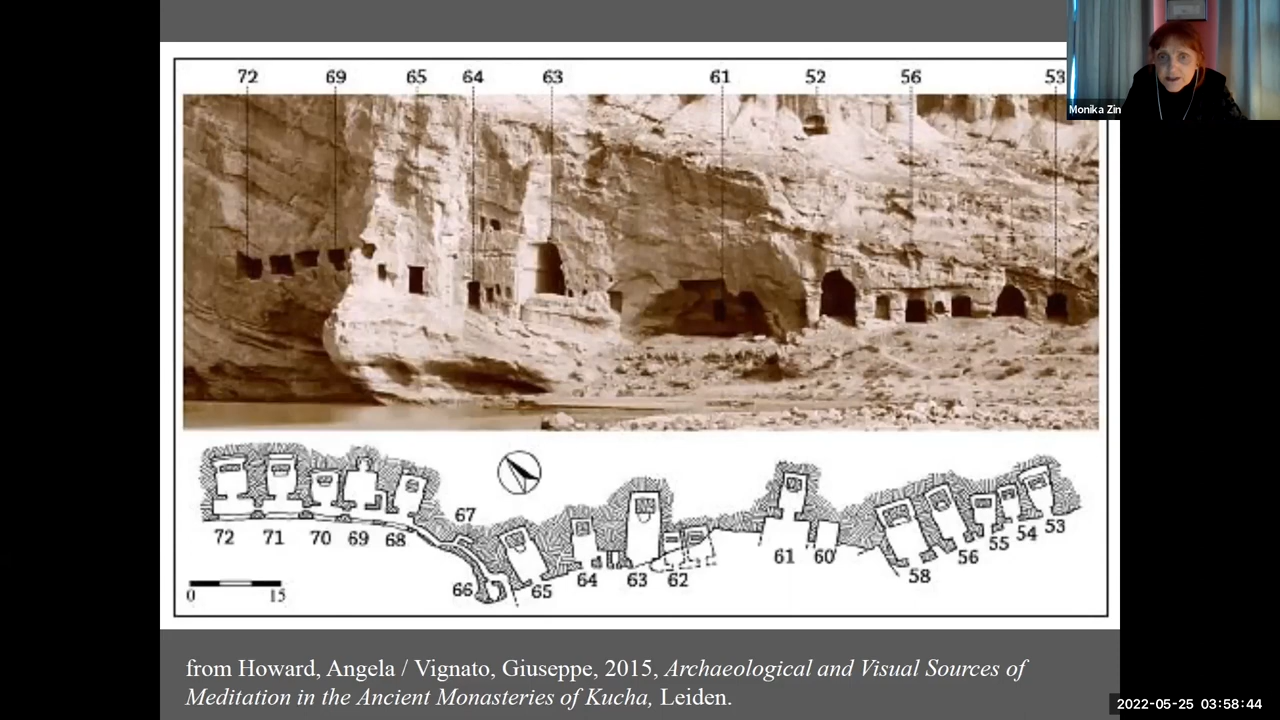 72 69 65 64 63 61 52 56 53
Monika Zin
67
72 71 70 69 68
66 65 64 63 62 61 60 58 56 55 54 53
0 15
from Howard, Angela / Vignato, Giuseppe, 2015, Archaeological and Visual Sources of
Meditation in the Ancient Monasteries of Kucha, Leiden.
2022-05-25 03:58:44